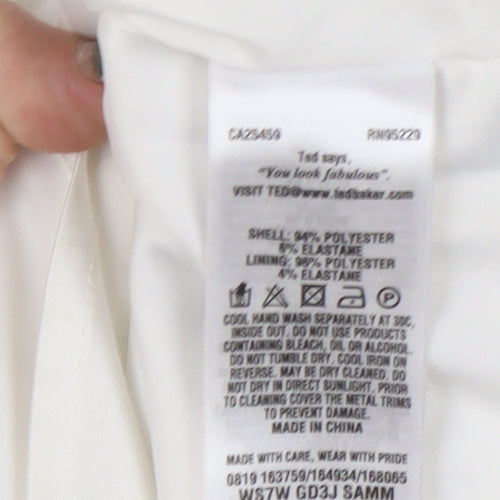 CA25459 RN95229
Ted says,
"You look fabulous".
VISIT TED@www.tedbaker.com
SHELL: 94% POLYESTER
6% ELASTANE
LINING: 96% POLYESTER
4% ELASTANE
COOL HAND WASH SEPARATELY AT 30C,
INSIDE OUT. DO NOT USE PRODUCTS
CONTAINING BLEACH, OIL OR ALCOHOL.
DO NOT TUMBLE DRY. COOL IRON ON
REVERSE. MAY BE DRY CLEANED. DO
NOT DRY IN DIRECT SUNLIGHT. PRIOR
TO CLEANING COVER THE METAL TRIMS
TO PREVENT DAMAGE.
MADE IN CHINA
MADE WITH CARE, WEAR WITH PRIDE
0819 163759/164934/168065
WS7W GD3J SAMM